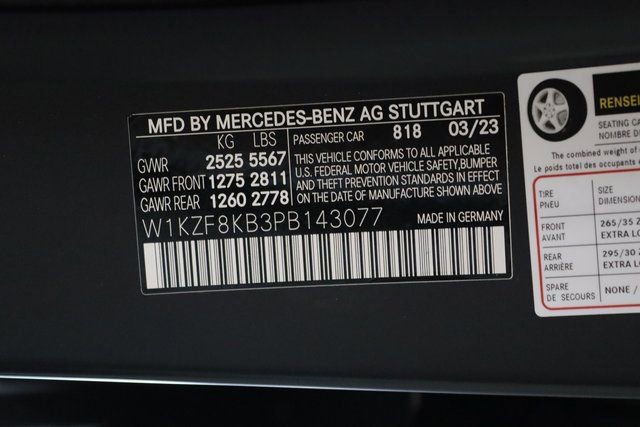 MFD BY MERCEDES-BENZ AG STUTTGART
KG LBS PASSENGER CAR 818 03/23
GVWR 2525 5567
GAWR FRONT 1275 2811
GAWR REAR 1260 2778
THIS VEHICLE CONFORMS TO ALL APPLICABLE
U.S. FEDERAL MOTOR VEHICLE SAFETY,BUMPER
AND THEFT PREVENTION STANDARDS IN EFFECT
ON THE DATE OF MANUFACTURE SHOWN ABOVE.
W1KZF8KB3PB143077 MADE IN GERMANY
RENSEI
SEATING CA
NOMBRE D
The combined weight of
Le poids total des occupants
TIRE SIZE
PNEU DIMENSION
FRONT 265/35
AVANT EXTRA LO
REAR 295/30
ARRIÈRE EXTRA L
SPARE NONE /
DE SECOURS